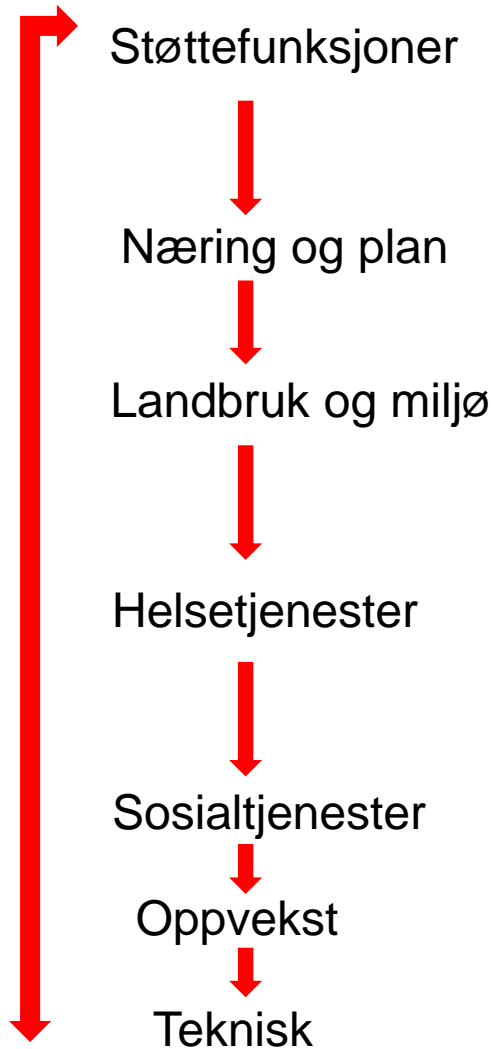 Støttefunksjoner
Næring og plan
Landbruk og miljø
Helsetjenester
Sosialtjenester
Oppvekst
Teknisk